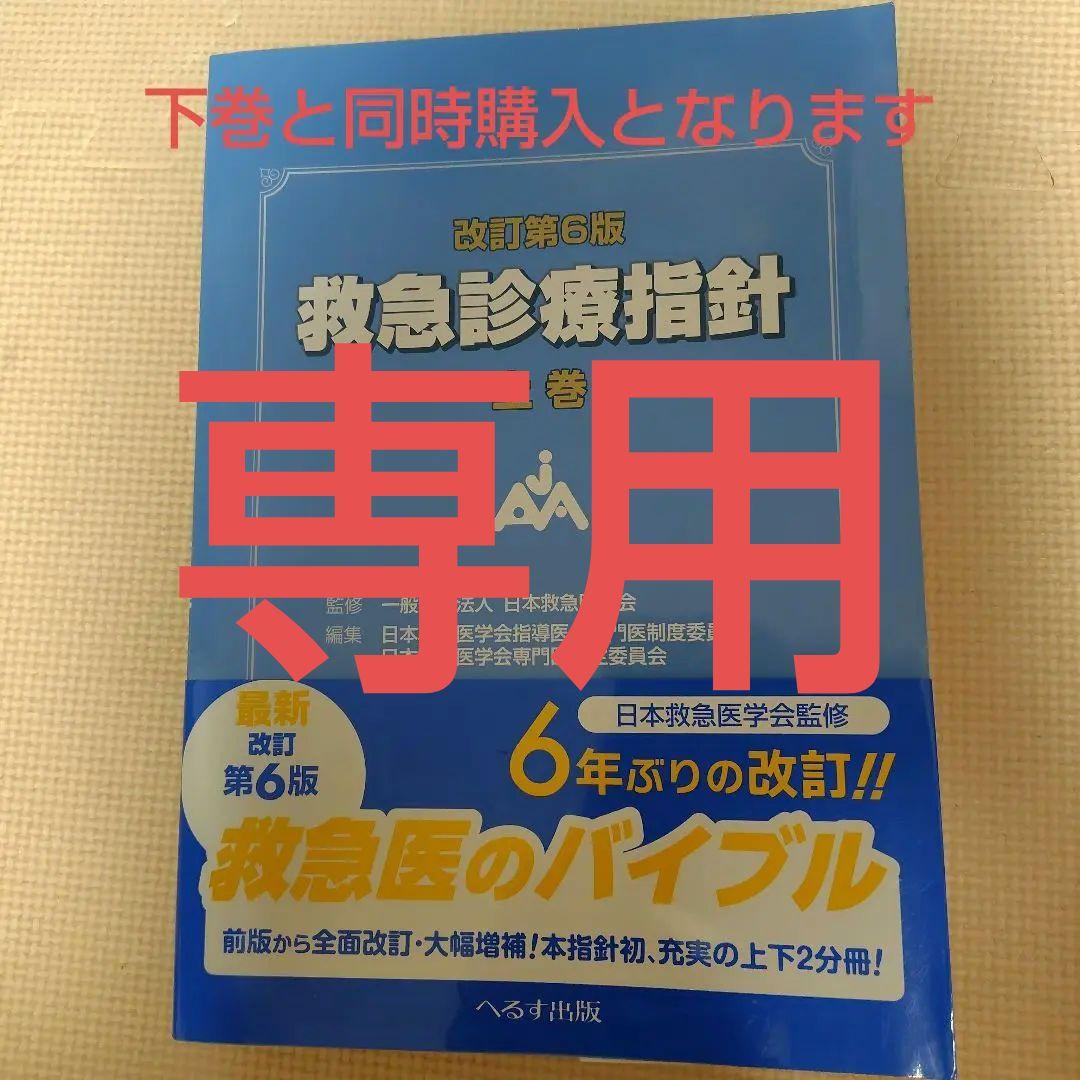 下巻と同時購入となります
改訂第6版
救急診療指針
上巻
専用
監修 一般 法人 日本救急 会
編集 日本 医学会指導医 門医制度委員
日本 医学会専門医 委員会
最新
改訂
第6版
日本救急医学会監修
6年ぶりの改訂!!
救急医のバイブル
前版から全面改訂・大幅増補!本指針初、充実の上下2分冊!
へるす出版